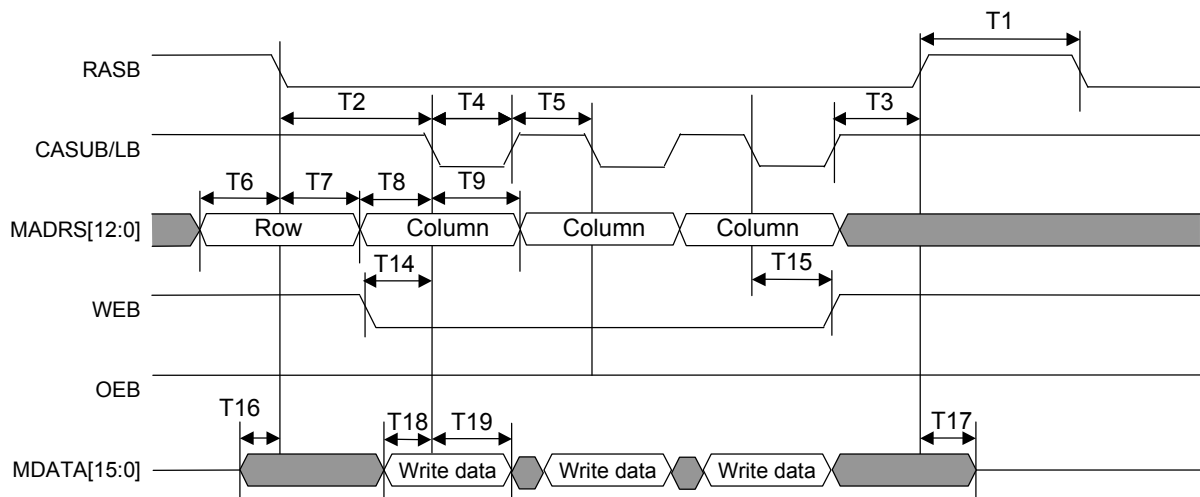 T1
RASB
T2 T4 T5 T3
CASUB/LB
T6 T7 T8 T9
MADRS[12:0] Row Column Column Column
T14 T15
WEB
OEB
T16 T18 T19 T17
MDATA[15:0] Write data Write data Write data